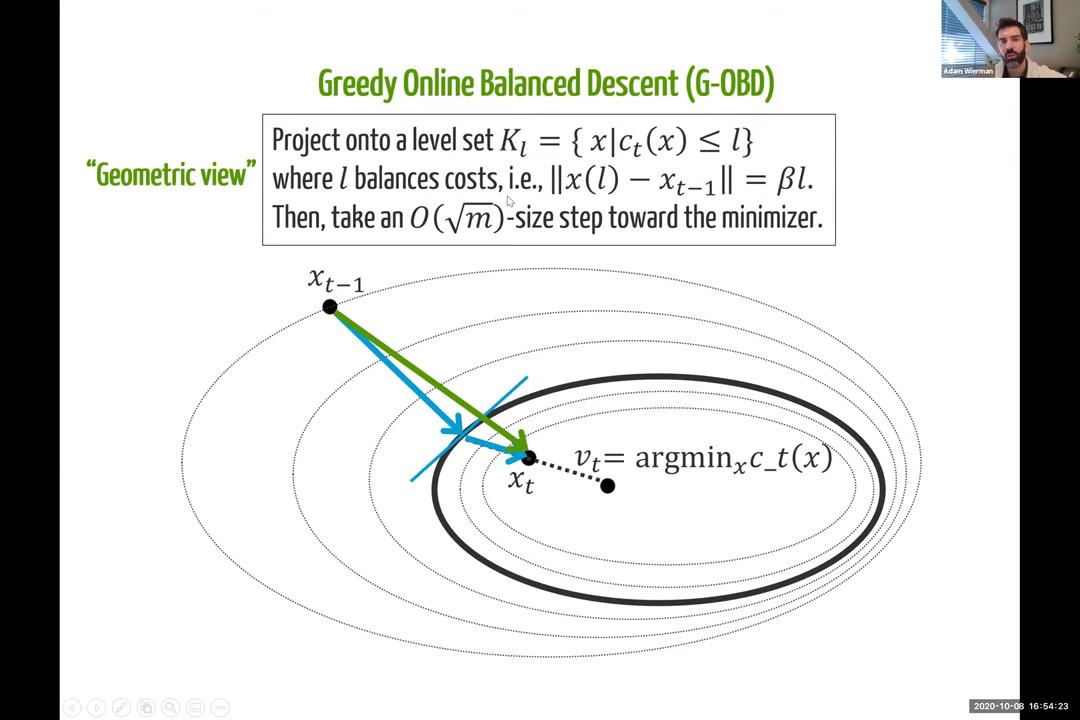 Adam Wierman
Greedy Online Balanced Descent (G-OBD)
"Geometric view"
Project onto a level set K_l = { x|c_t(x) ≤ l}
where l balances costs, i.e., ‖x(l) − x_{t−1}‖ = βl.
Then, take an O(√m)-size step toward the minimizer.
x_{t−1}
v_t= argmin_x c_t(x)
x_t
2020-10-08 16:54:23